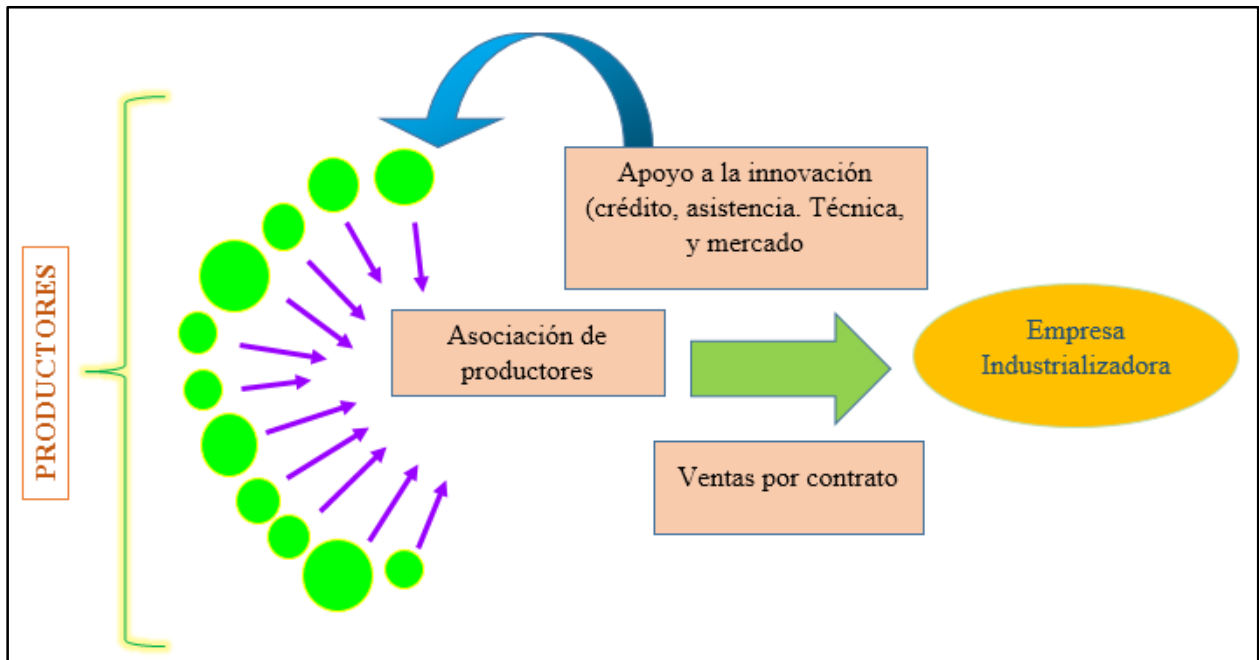 PRODUCTORES
Apoyo a la innovación
(crédito, asistencia. Técnica,
y mercado
Asociación de
productores
Empresa
Industrializadora
Ventas por contrato